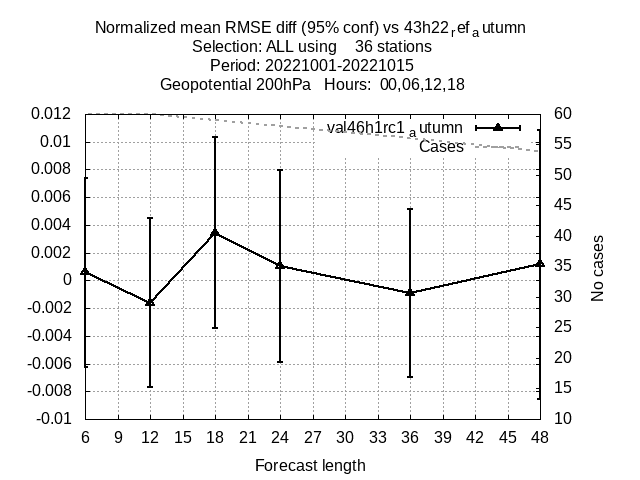 Normalized mean RMSE diff (95% conf) vs 43h22ref autumn
Selection: ALL using 36 stations
Period: 20221001-20221015
Geopotential 200hPa Hours: 00,06,12,18
val46h1rc1 autumn
Cases
0.012
0.01
0.008
0.006
0.004
0.002
0
-0.002
-0.004
-0.006
-0.008
-0.01
60
55
50
45
40
35
30
25
20
15
10
No cases
6 9 12 15 18 21 24 27 30 33 36 39 42 45 48
Forecast length